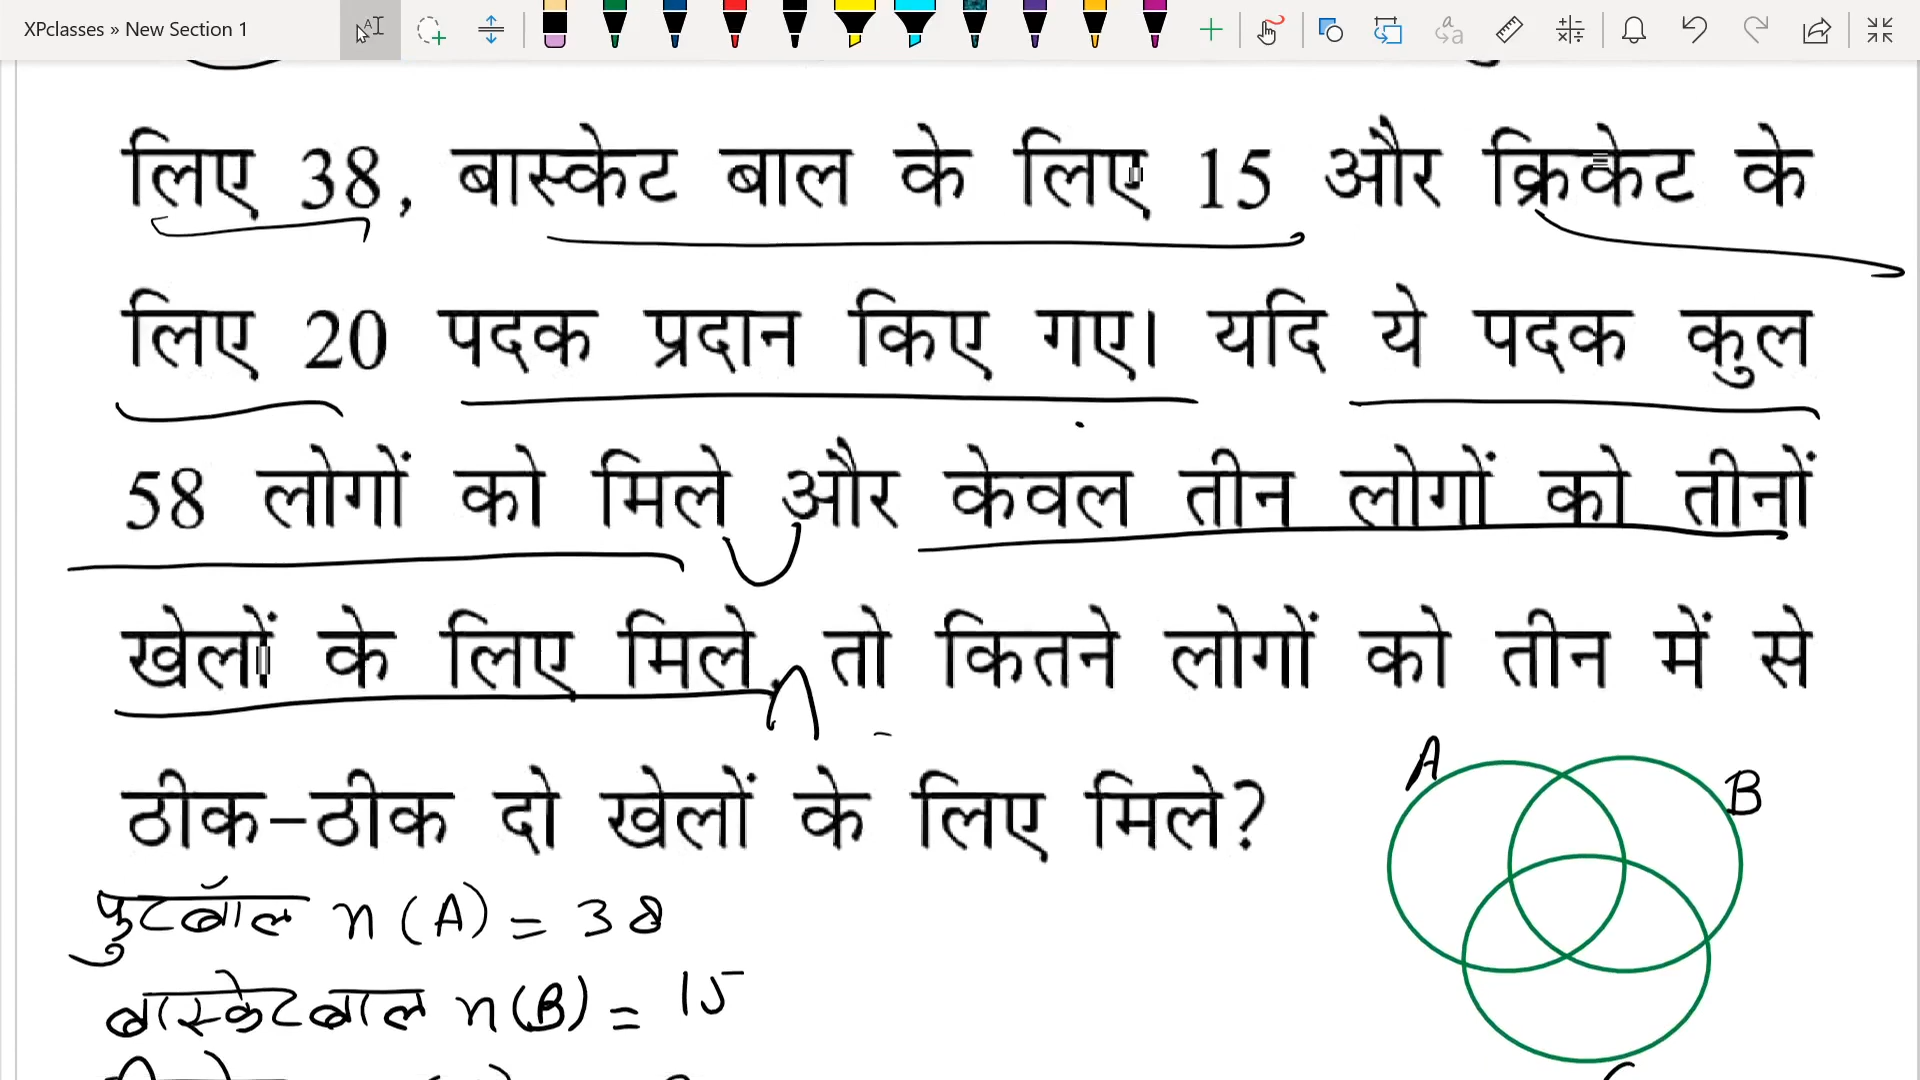 XPclasses » New Section 1
लिए 38, बास्केट बाल के लिए 15 और क्रिकेट के
लिए 20 पदक प्रदान किए गए। यदि ये पदक कुल
58 लोगों को मिले और केवल तीन लोगों को तीनों
खेलों के लिए मिले, तो कितने लोगों को तीन में से
ठीक-ठीक दो खेलों के लिए मिले?
A
B
फुटबॉल n (A) = 38
बास्केटबाल n (B) = 15